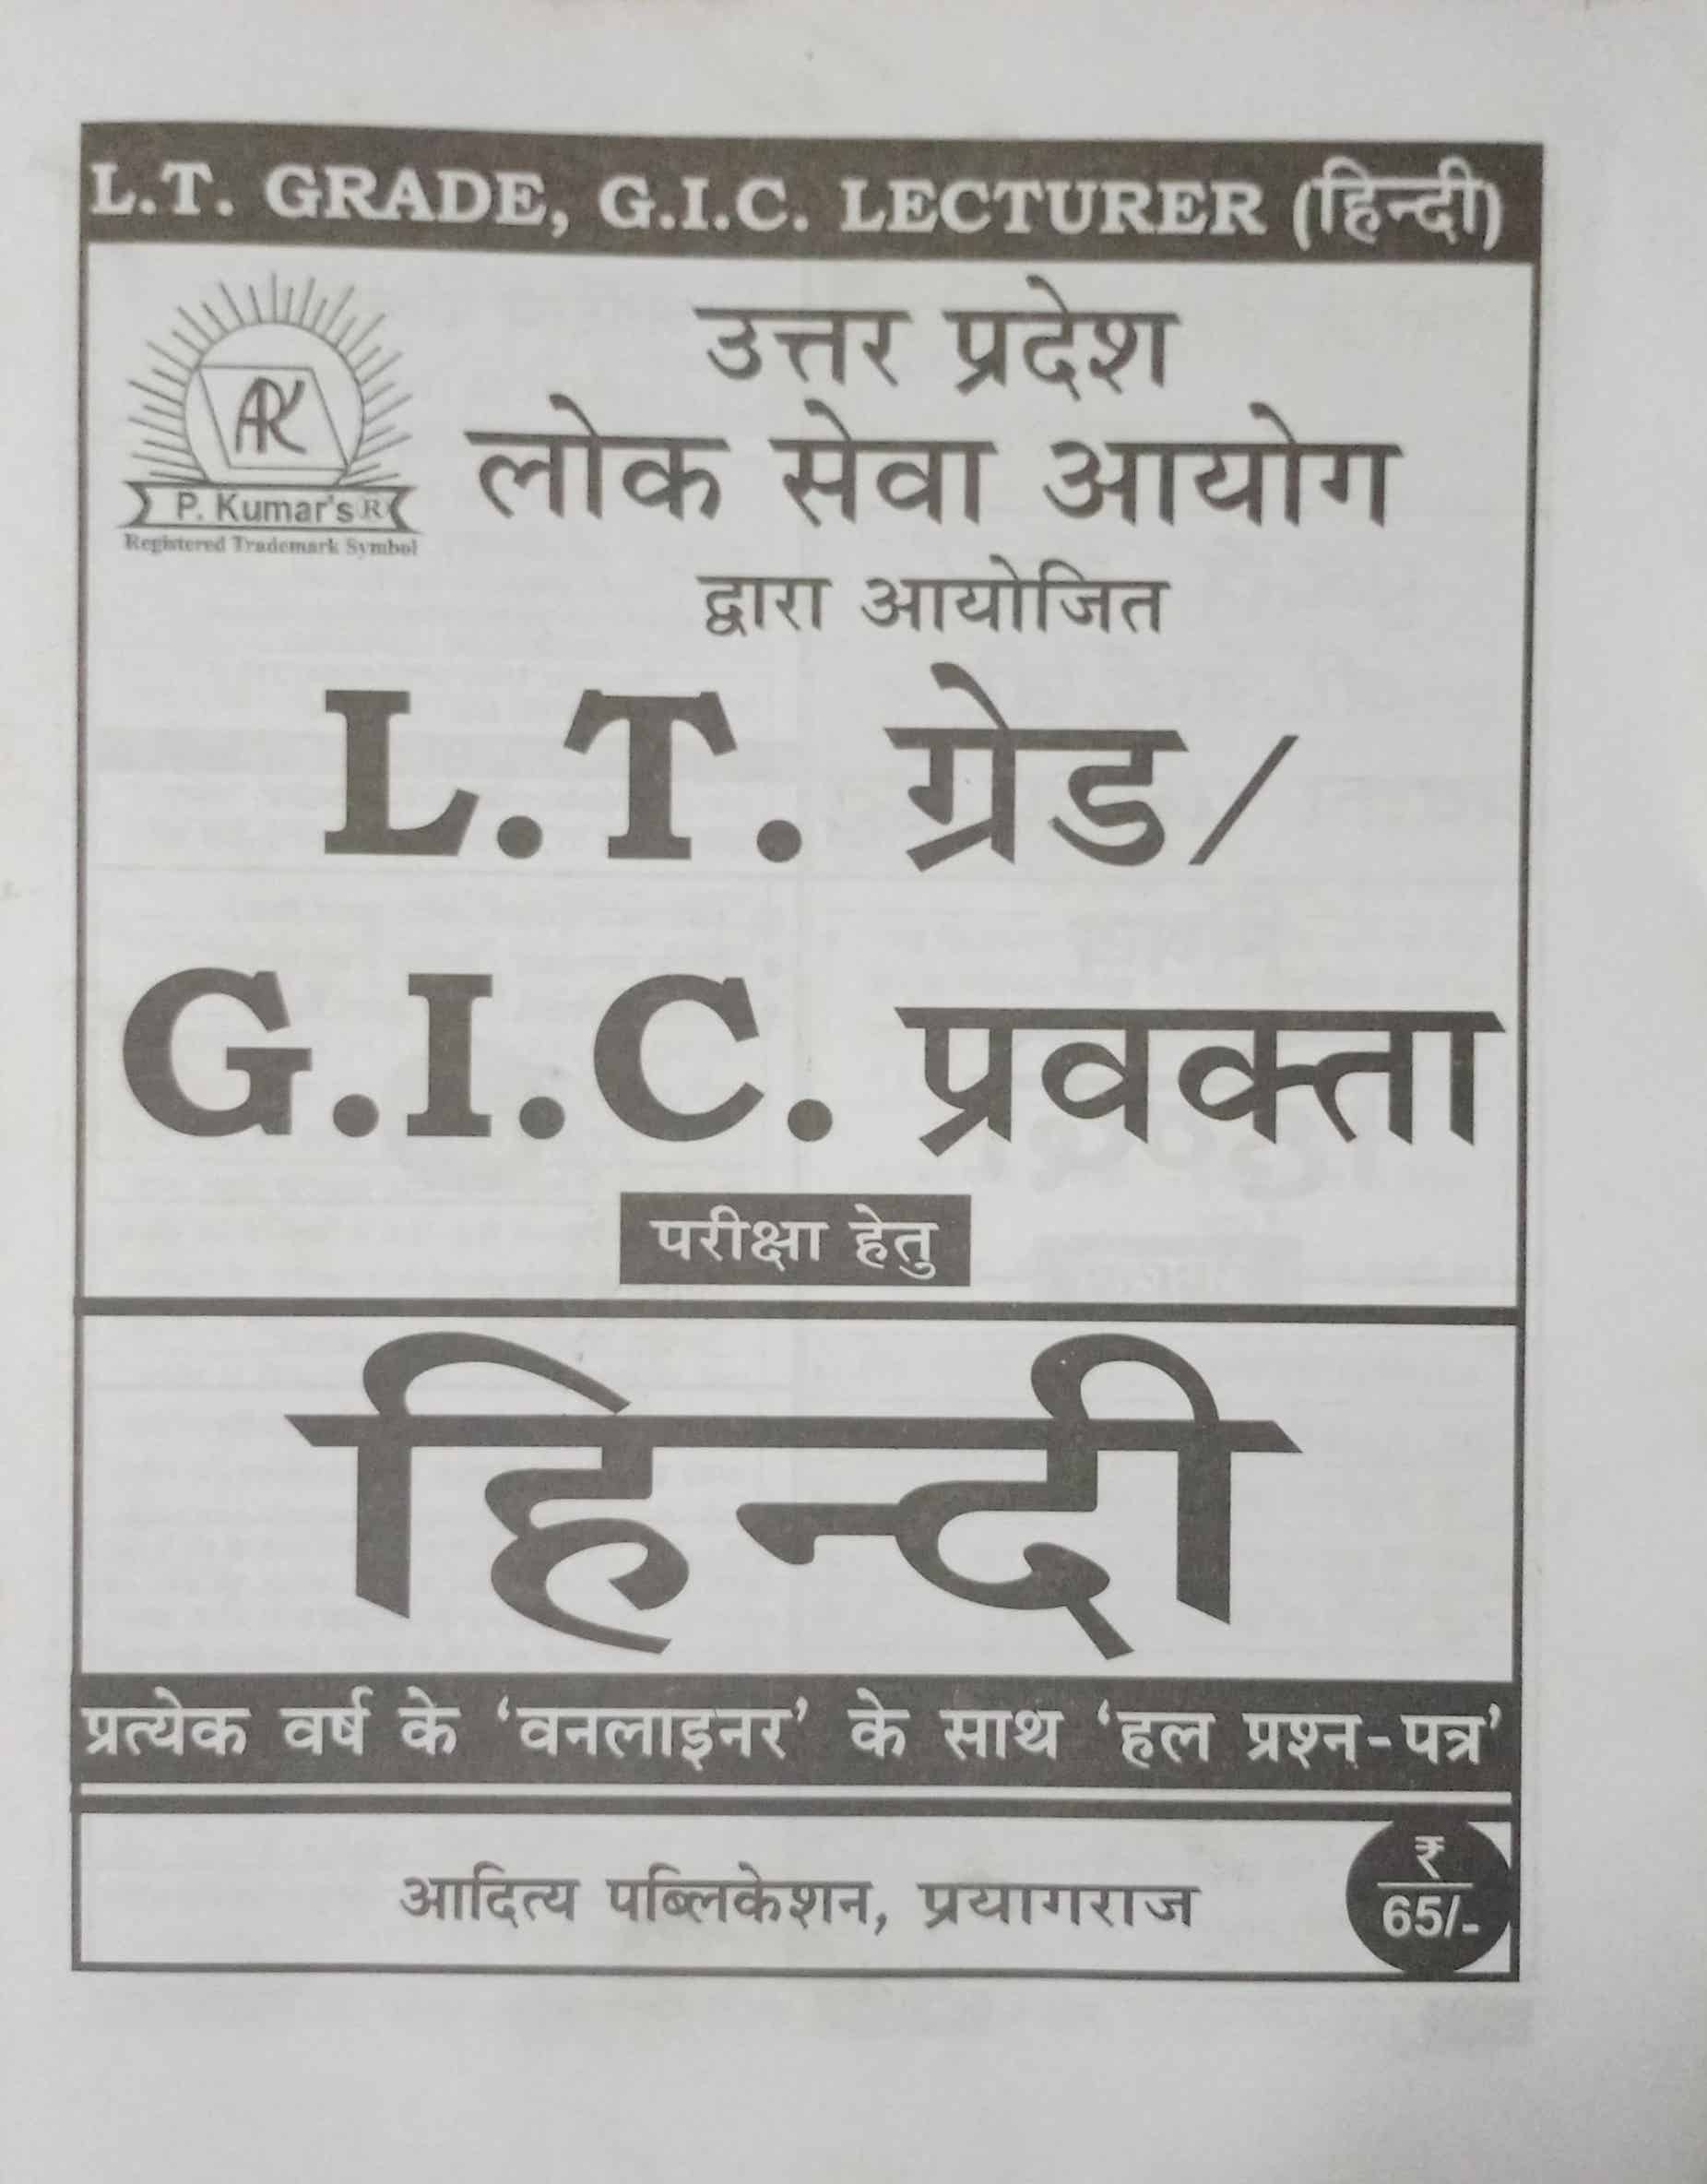 L.T. GRADE, G.I.C. LECTURER (हिन्दी)
उत्तर प्रदेश
लोक सेवा आयोग
APK
P. Kumar's R
Registered Trademark Symbol
द्वारा आयोजित
L.T. ग्रेड/
G.I.C. प्रवक्ता
परीक्षा हेतु
हिन्दी
प्रत्येक वर्ष के ‘वनलाइनर’ के साथ ‘हल प्रश्न-पत्र’
आदित्य पब्लिकेशन, प्रयागराज
₹
65/-